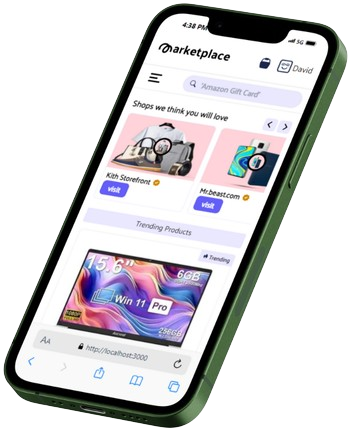 4:38 PM
5G
Marketplace
David
"Amazon Gift Card"
Shops we think you will love
Kith Storefront
visit
Mr.beast.com
visit
Trending Products
Trending
15.6"
6GB
Win 11 Pro
1080P
256GB
AA
http://localhost:3000